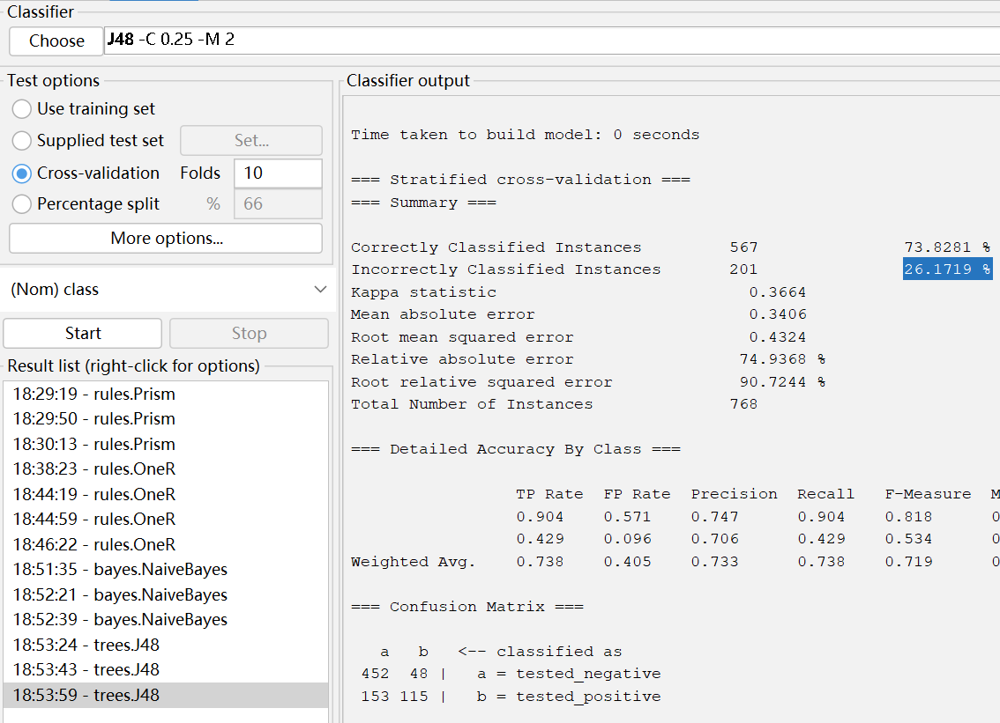 Classifier
Choose J48 -C 0.25 -M 2
Test options
Use training set
Supplied test set Set...
Cross-validation Folds 10
Percentage split % 66
More options...
(Nom) class
Start Stop
Result list (right-click for options)
18:29:19 - rules.Prism
18:29:50 - rules.Prism
18:30:13 - rules.Prism
18:38:23 - rules.OneR
18:44:19 - rules.OneR
18:44:59 - rules.OneR
18:46:22 - rules.OneR
18:51:35 - bayes.NaiveBayes
18:52:21 - bayes.NaiveBayes
18:52:39 - bayes.NaiveBayes
18:53:24 - trees.J48
18:53:43 - trees.J48
18:53:59 - trees.J48
Classifier output
Time taken to build model: 0 seconds
=== Stratified cross-validation ===
=== Summary ===
Correctly Classified Instances 567 73.8281 %
Incorrectly Classified Instances 201 26.1719 %
Kappa statistic 0.3664
Mean absolute error 0.3406
Root mean squared error 0.4324
Relative absolute error 74.9368 %
Root relative squared error 90.7244 %
Total Number of Instances 768
=== Detailed Accuracy By Class ===
TP Rate FP Rate Precision Recall F-Measure M
0.904 0.571 0.747 0.904 0.818 0
0.429 0.096 0.706 0.429 0.534 0
Weighted Avg. 0.738 0.405 0.733 0.738 0.719 0
=== Confusion Matrix ===
a b <-- classified as
452 48 | a = tested_negative
153 115 | b = tested_positive